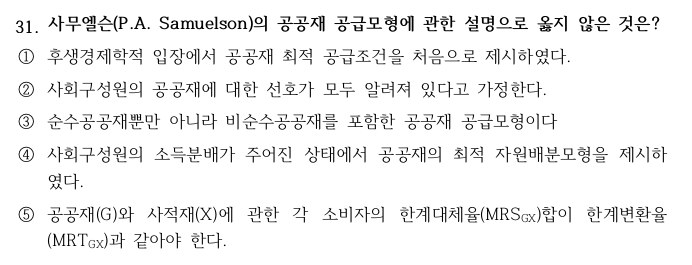 31. 사무엘슨(P.A. Samuelson)의 공공재 공급모형에 관한 설명으로 옳지 않은 것은?
① 후생경제학적 입장에서 공공재 최적 공급조건을 처음으로 제시하였다.
② 사회구성원의 공공재에 대한 선호가 모두 알려져 있다고 가정한다.
③ 순수공공재뿐만 아니라 비순수공공재를 포함한 공공재 공급모형이다
④ 사회구성원의 소득분배가 주어진 상태에서 공공재의 최적 자원배분모형을 제시하
였다.
⑤ 공공재(G)와 사적재(X)에 관한 각 소비자의 한계대체율(MRSGX)합이 한계변환율
(MRTGX)과 같아야 한다.